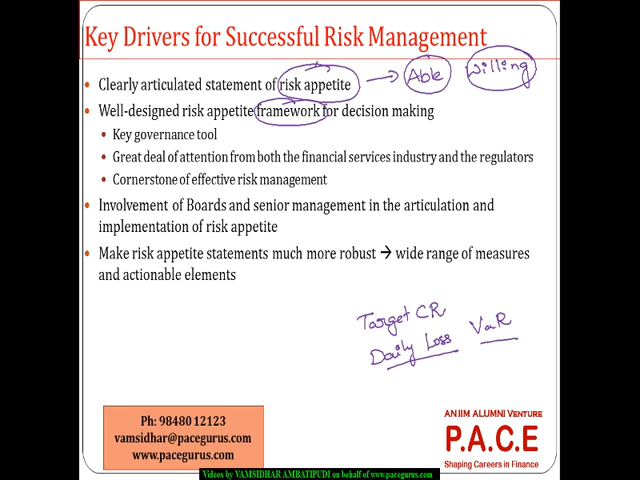 Key Drivers for Successful Risk Management
Clearly articulated statement of risk appetite → Able Willing
Well-designed risk appetite framework for decision making
Key governance tool
Great deal of attention from both the financial services industry and the regulators
Cornerstone of effective risk management
Involvement of Boards and senior management in the articulation and
implementation of risk appetite
Make risk appetite statements much more robust → wide range of measures
and actionable elements
Target CR
Daily Loss VaR
Ph: 98480 12123
vamsidhar@pacegurus.com
www.pacegurus.com
AN IIM ALUMNI VENTURE
P.A.C.E
Shaping Careers in Finance
Videos by VAMSIDHAR AMBATIPUDI on behalf of www.pacegurus.com